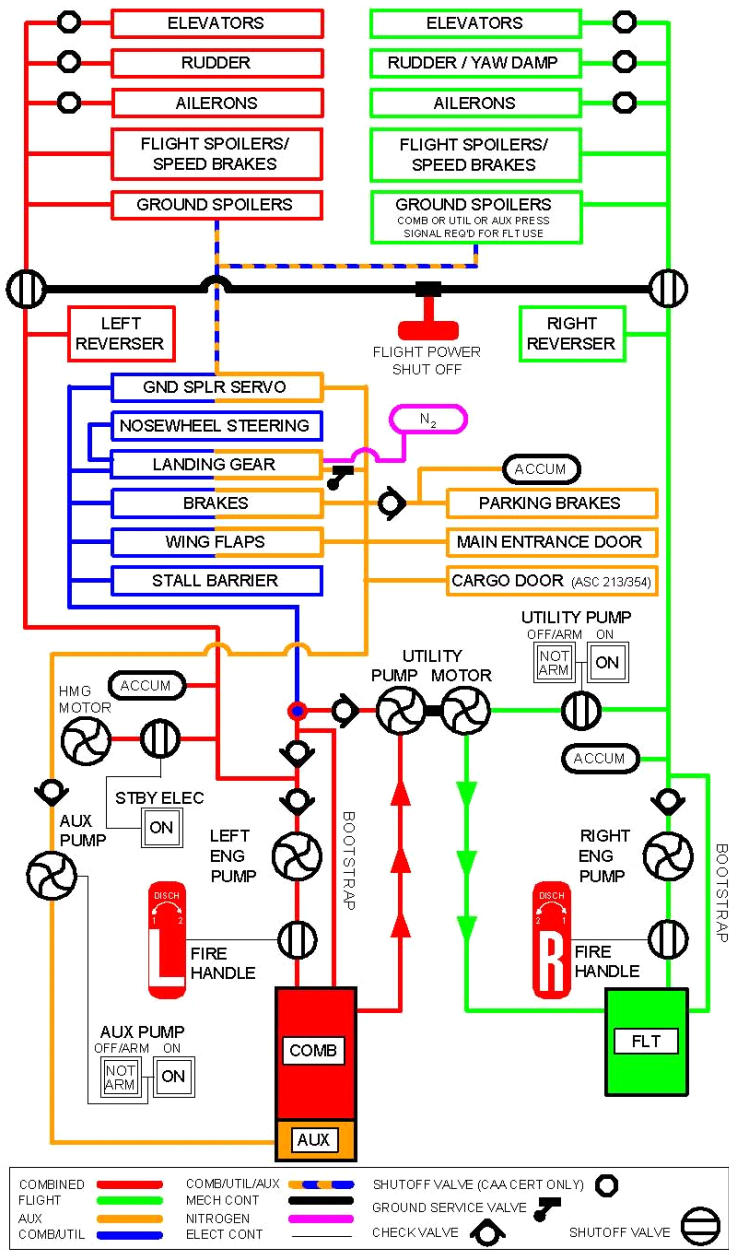 ELEVATORS
ELEVATORS
RUDDER
RUDDER / YAW DAMP
AILERONS
AILERONS
FLIGHT SPOILERS/
SPEED BRAKES
FLIGHT SPOILERS/
SPEED BRAKES
GROUND SPOILERS
GROUND SPOILERS
COMB OR UTIL OR AUX PRESS
SIGNAL REQ'D FOR FLT USE
LEFT
REVERSER
FLIGHT POWER
SHUT OFF
RIGHT
REVERSER
GND SPLR SERVO
NOSEWHEEL STEERING
N2
LANDING GEAR
ACCUM
BRAKES
PARKING BRAKES
WING FLAPS
MAIN ENTRANCE DOOR
STALL BARRIER
CARGO DOOR (ASC 213/354)
UTILITY PUMP
OFF/ARM ON
NOT
ARM
ON
UTILITY
PUMP MOTOR
ACCUM
HMG
MOTOR
ACCUM
STBY ELEC
ON
AUX
PUMP
LEFT
ENG
PUMP
BOOTSTRAP
RIGHT
ENG
PUMP
BOOTSTRAP
DISCH
1 2
L
FIRE
HANDLE
DISCH
2 1
R
FIRE
HANDLE
AUX PUMP
OFF/ARM ON
NOT
ARM
ON
COMB
FLT
AUX
COMBINED
FLIGHT
AUX
COMB/UTIL
COMB/UTIL/AUX
MECH CONT
NITROGEN
ELECT CONT
SHUTOFF VALVE (CAA CERT ONLY)
GROUND SERVICE VALVE
CHECK VALVE
SHUTOFF VALVE